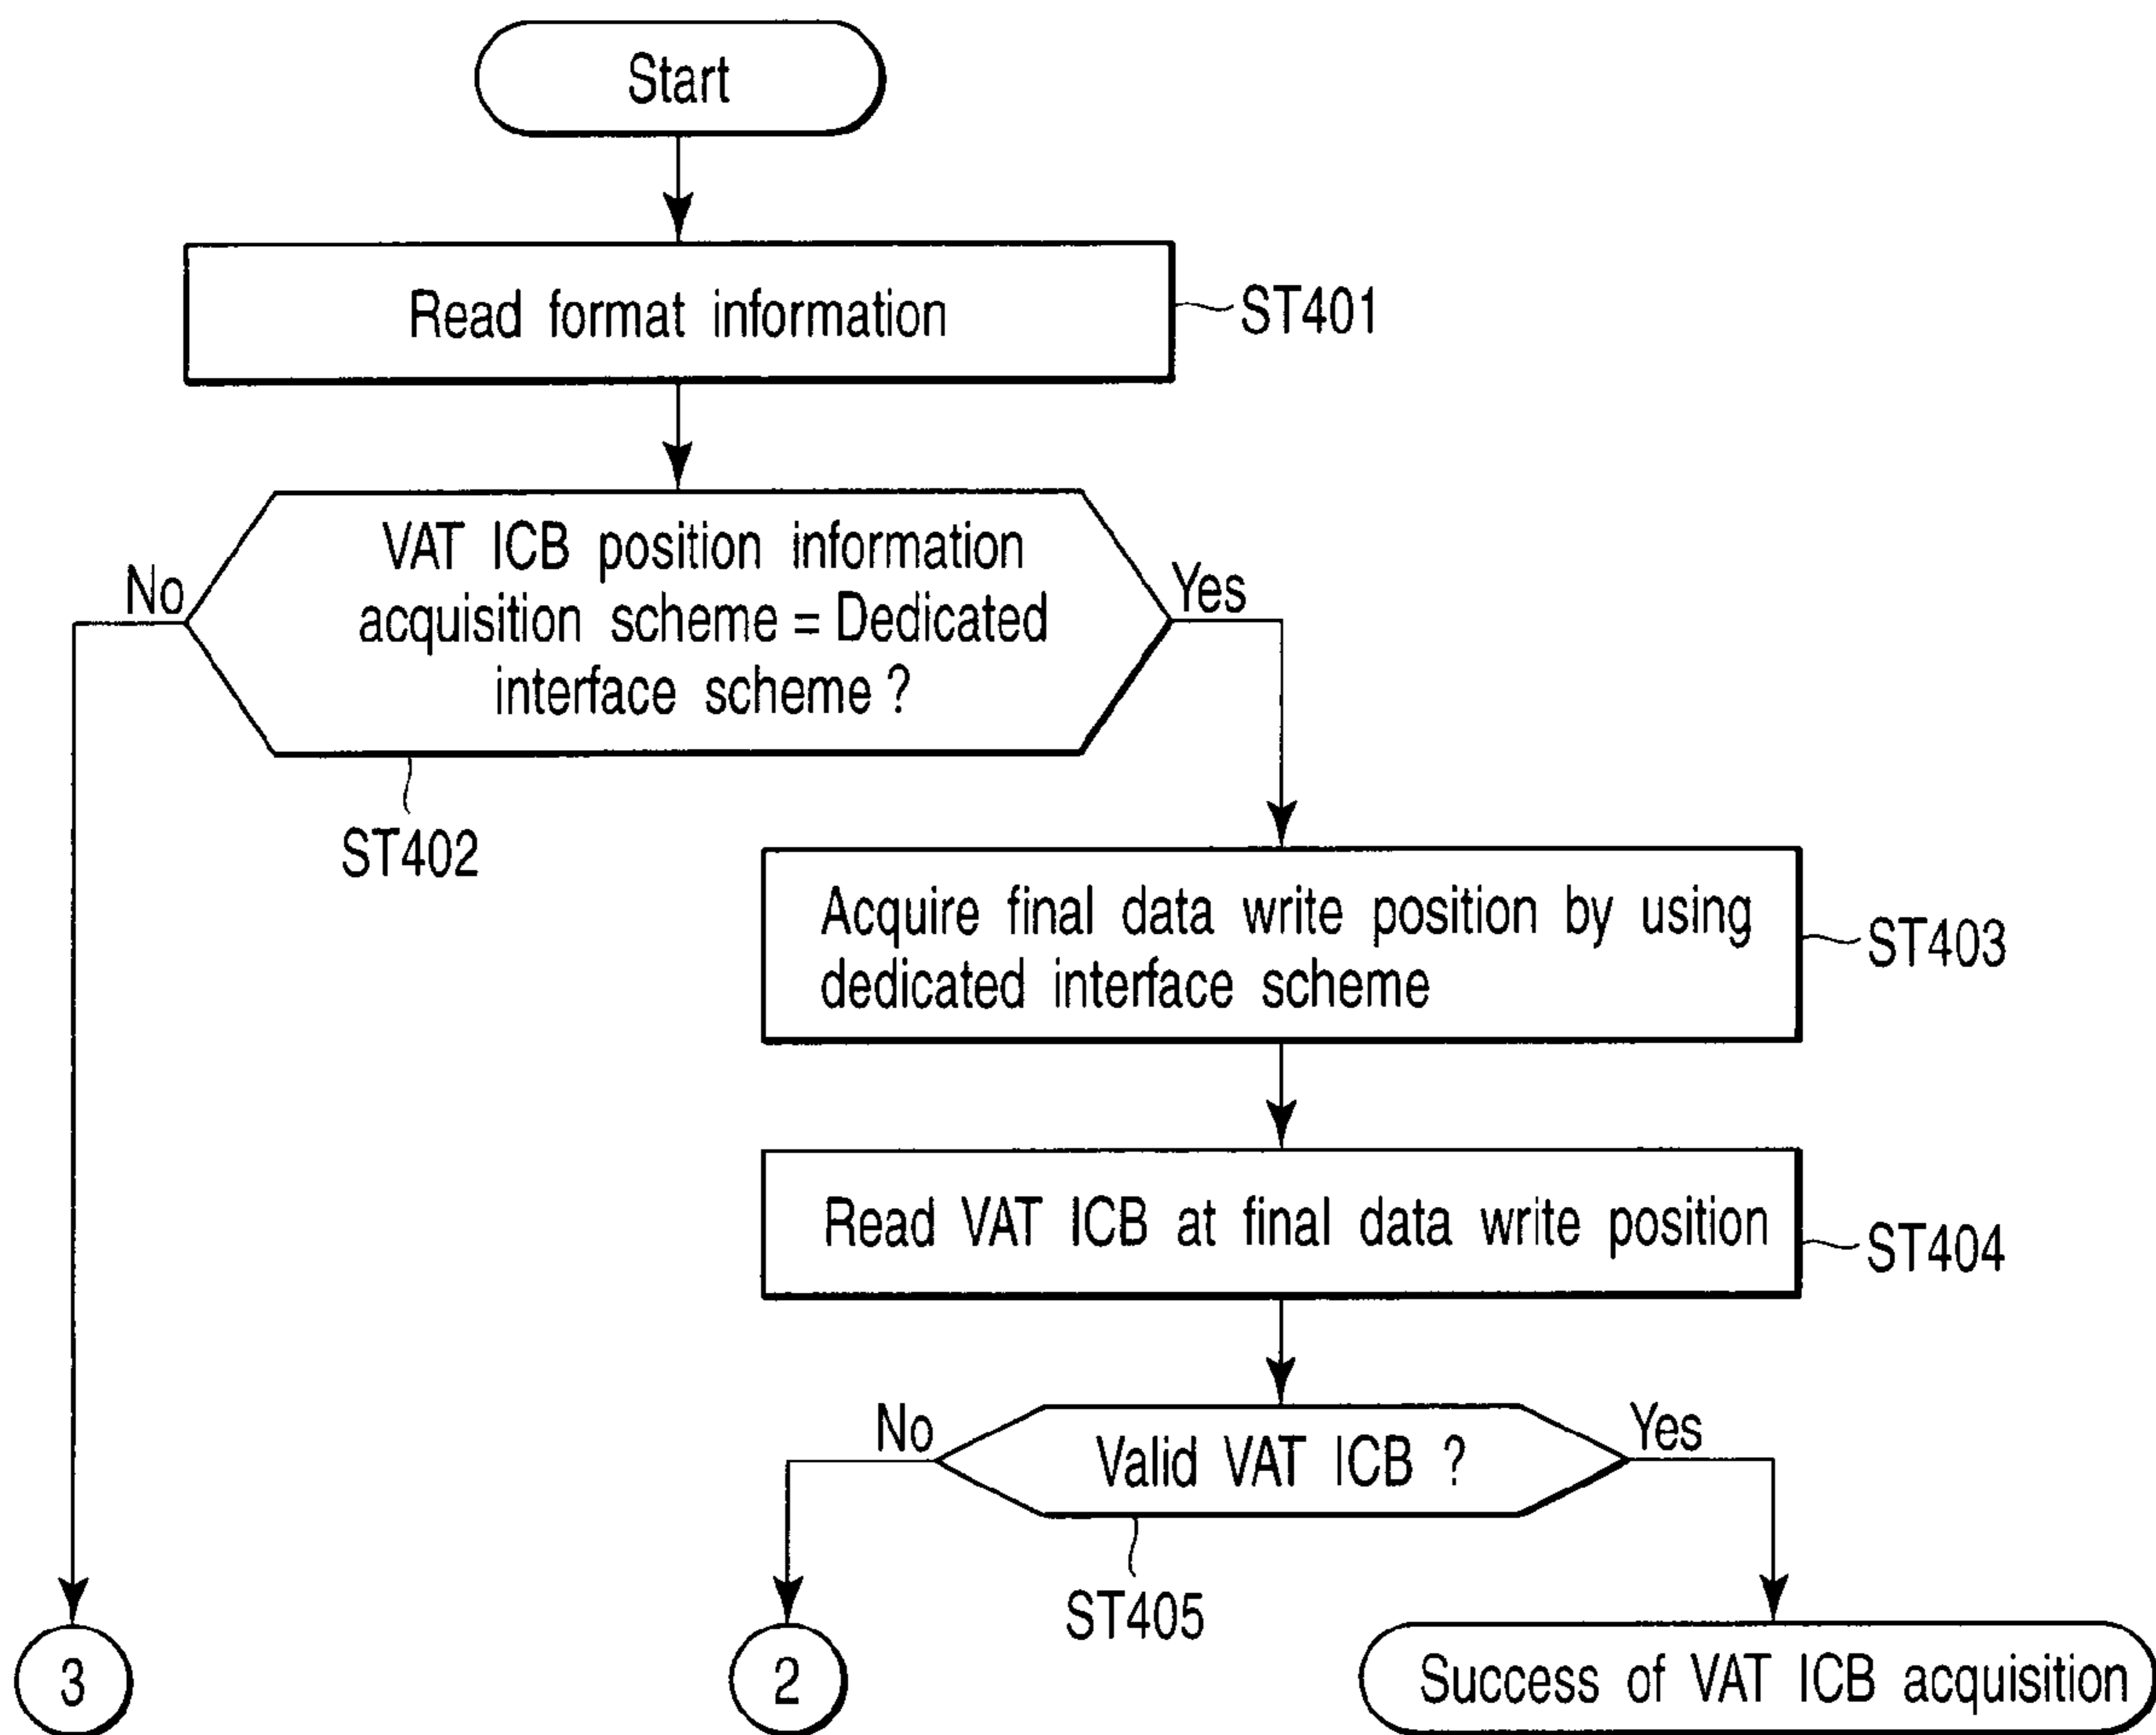 Start
Read format information
ST401
VAT ICB position information
acquisition scheme = Dedicated
interface scheme ?
No
Yes
ST402
Acquire final data write position by using
dedicated interface scheme
ST403
Read VAT ICB at final data write position
ST404
No
Valid VAT ICB ?
Yes
ST405
3
2
Success of VAT ICB acquisition